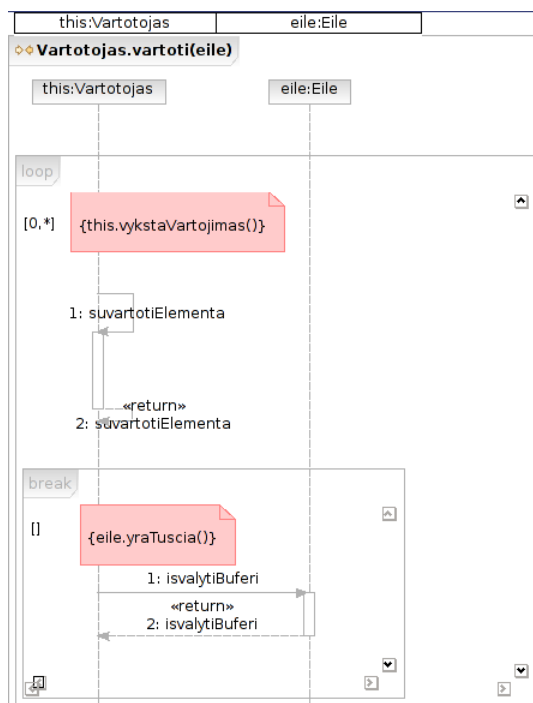 this:Vartotojas eile:Eile
Vartotojas.vartoti(eile)
this:Vartotojas eile:Eile
loop
[0,*] {this.vykstaVartojimas()}
1: suvartotiElementa
«return»
2: suvartotiElementa
break
[] {eile.yraTuscia()}
1: isvalytiBuferi
«return»
2: isvalytiBuferi